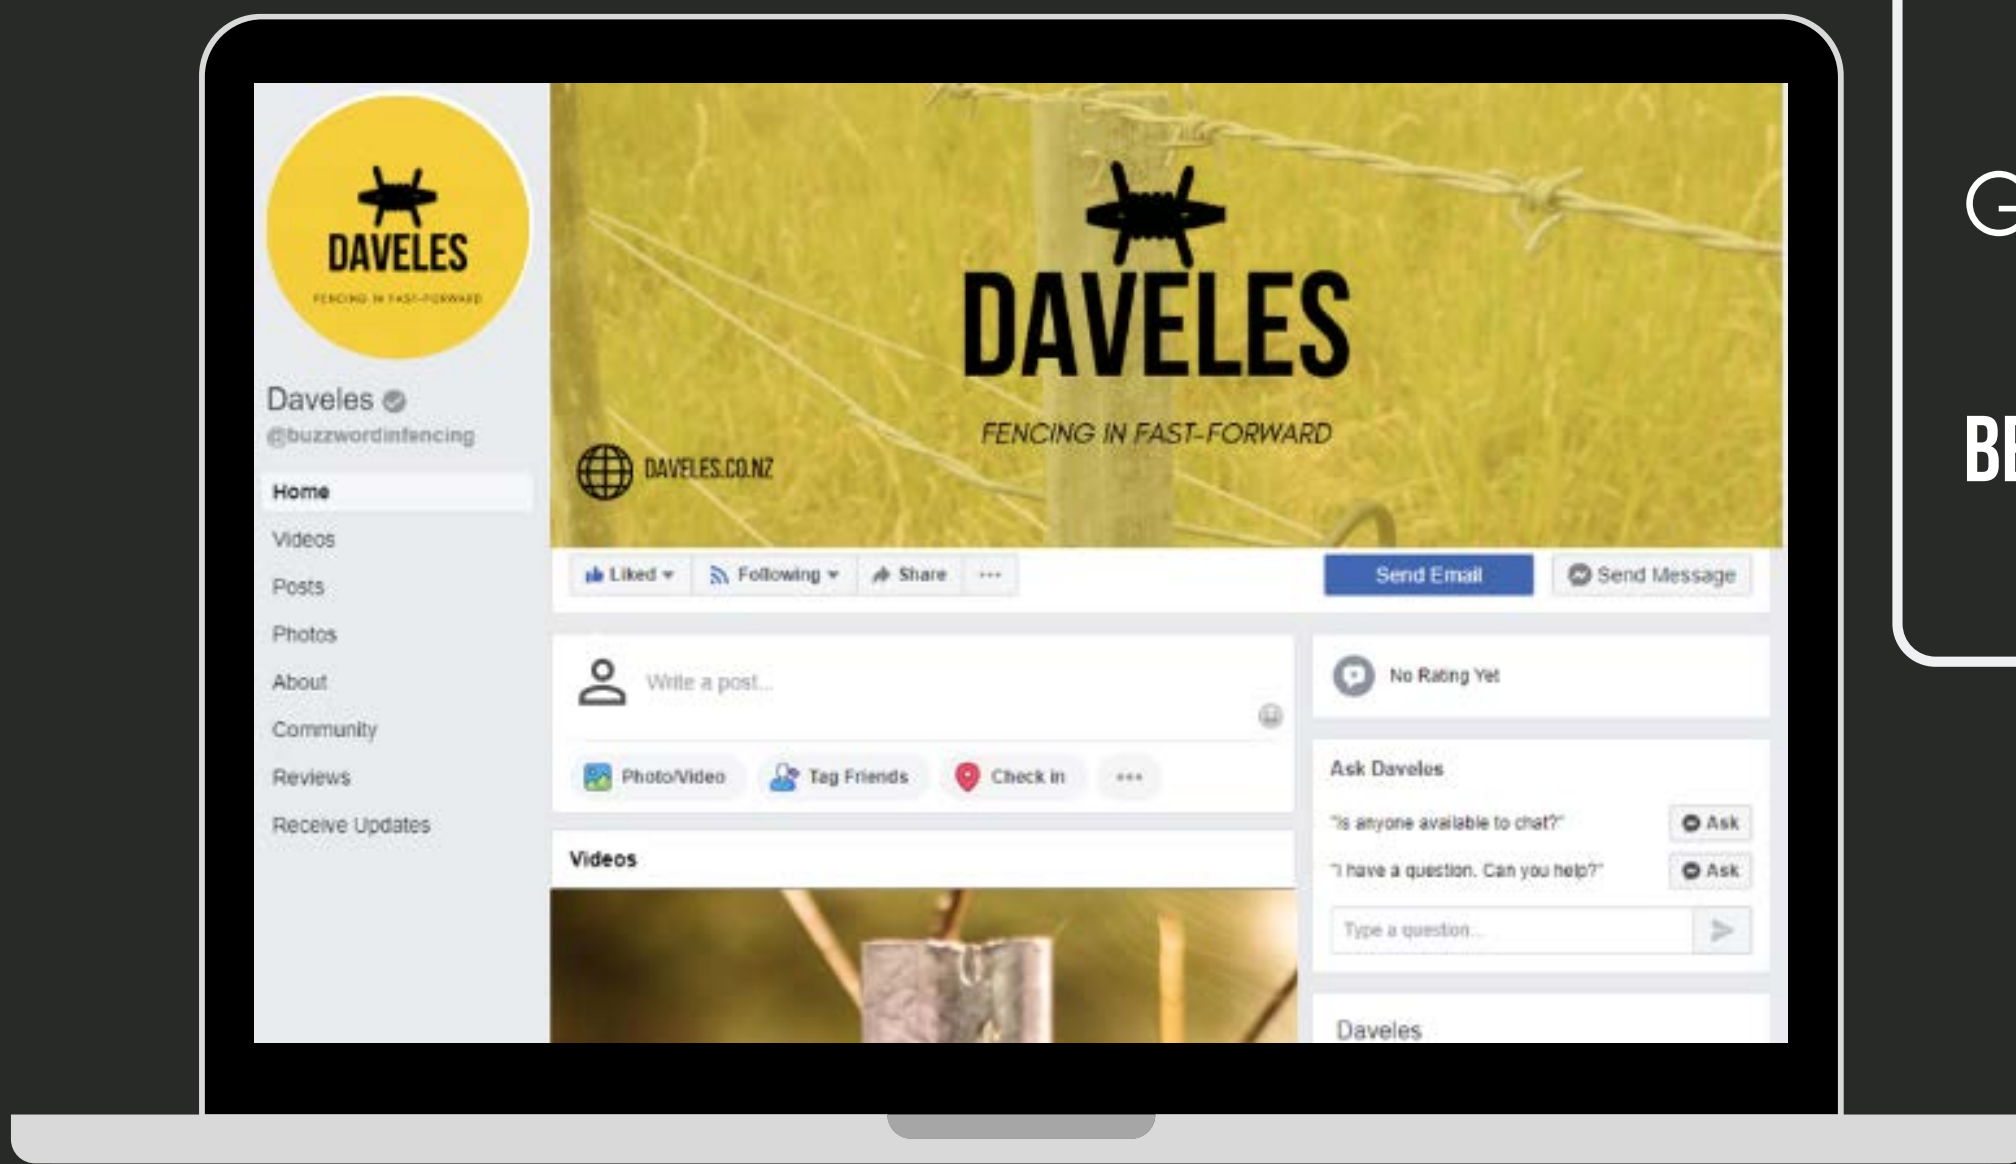 DAVELES
FENCING IN FAST-FORWARD
Daveles
@buzzwordinfencing
Home
Videos
Posts
Photos
About
Community
Reviews
Receive Updates
DAVELES
FENCING IN FAST-FORWARD
DAVELES.CO.NZ
Liked
Following
Share
Send Email
Send Message
Write a post...
Photo/Video
Tag Friends
Check in
Videos
No Rating Yet
Ask Daveles
"Is anyone available to chat?"
Ask
"I have a question. Can you help?"
Ask
Type a question...
Daveles
G